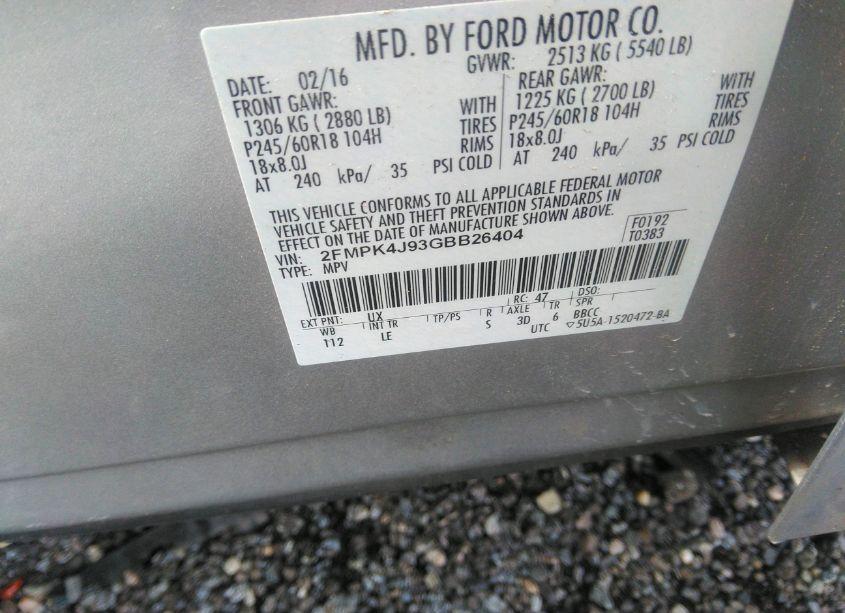 MFD. BY FORD MOTOR CO.
DATE: 02/16 GVWR: 2513 KG ( 5540 LB)
FRONT GAWR: REAR GAWR:
1306 KG ( 2880 LB) WITH 1225 KG ( 2700 LB) WITH
P245/60R18 104H TIRES P245/60R18 104H TIRES
18x8.0J RIMS 18x8.0J RIMS
AT 240 kPa/ 35 PSI COLD AT 240 kPa/ 35 PSI COLD
THIS VEHICLE CONFORMS TO ALL APPLICABLE FEDERAL MOTOR
VEHICLE SAFETY AND THEFT PREVENTION STANDARDS IN
EFFECT ON THE DATE OF MANUFACTURE SHOWN ABOVE.
VIN: 2FMPK4J93GBB26404 F0192
TYPE: MPV T0383
EXT PNT: UX RC: 47 DSO:
WB INT TR TP/PS R AXLE TR SPR
112 LE S 3D 6 BBCC
UTC ▽5U5A-1520472-BA